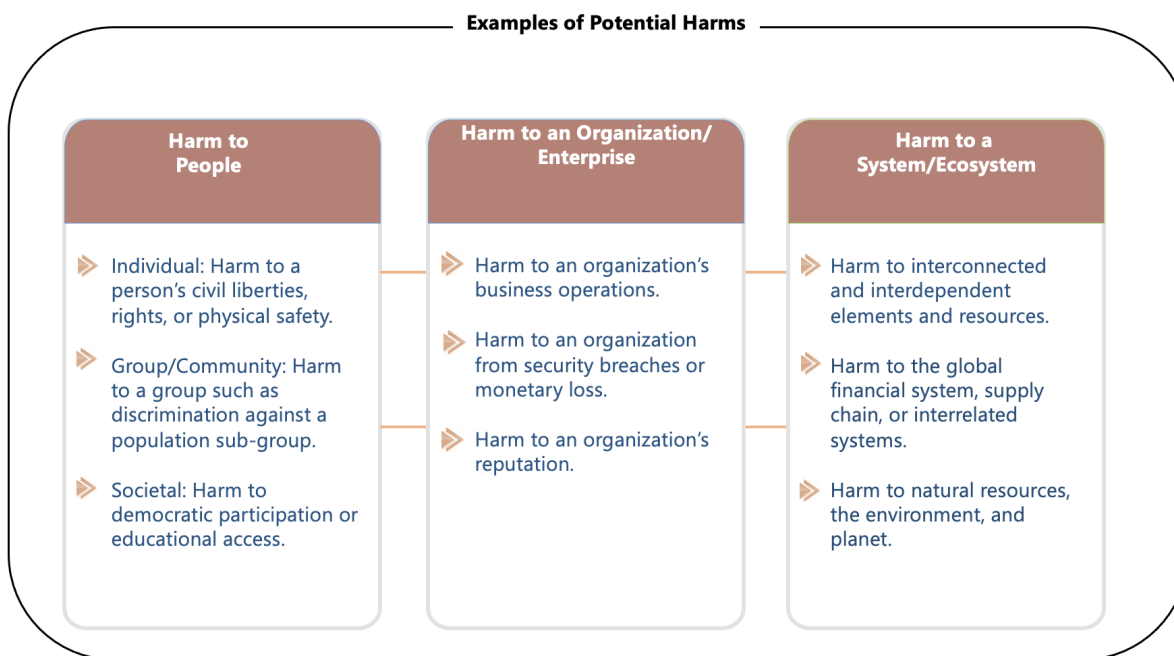 Examples of Potential Harms
Harm to
People
Individual: Harm to a
person’s civil liberties,
rights, or physical safety.
Group/Community: Harm
to a group such as
discrimination against a
population sub-group.
Societal: Harm to
democratic participation or
educational access.
Harm to an Organization/
Enterprise
Harm to an organization’s
business operations.
Harm to an organization
from security breaches or
monetary loss.
Harm to an organization’s
reputation.
Harm to a
System/Ecosystem
Harm to interconnected
and interdependent
elements and resources.
Harm to the global
financial system, supply
chain, or interrelated
systems.
Harm to natural resources,
the environment, and
planet.